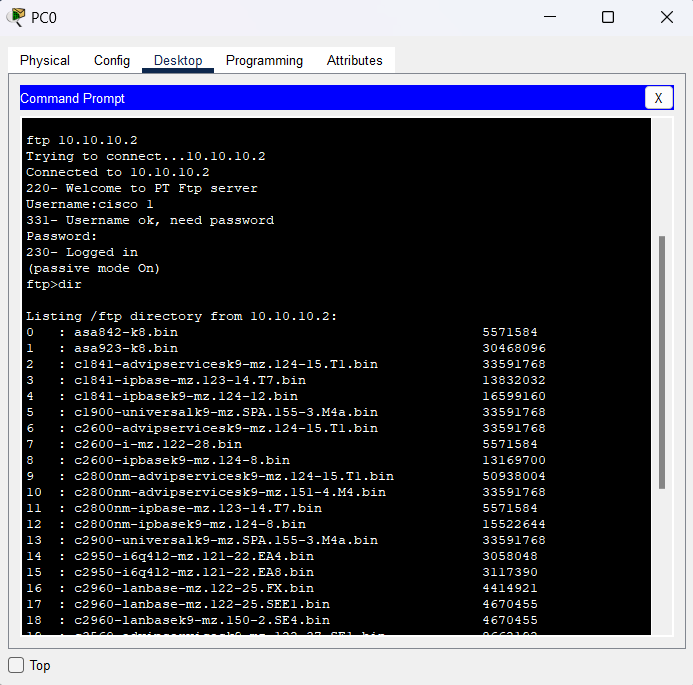 PC0
Physical Config Desktop Programming Attributes
Command Prompt
X
ftp 10.10.10.2
Trying to connect...10.10.10.2
Connected to 10.10.10.2
220- Welcome to PT Ftp server
Username:cisco 1
331- Username ok, need password
Password:
230- Logged in
(passive mode On)
ftp>dir
Listing /ftp directory from 10.10.10.2:
0 : asa842-k8.bin 5571584
1 : asa923-k8.bin 30468096
2 : c1841-advipservicesk9-mz.124-15.T1.bin 33591768
3 : c1841-ipbase-mz.123-14.T7.bin 13832032
4 : c1841-ipbasek9-mz.124-12.bin 16599160
5 : c1900-universalk9-mz.SPA.155-3.M4a.bin 33591768
6 : c2600-advipservicesk9-mz.124-15.T1.bin 33591768
7 : c2600-i-mz.122-28.bin 5571584
8 : c2600-ipbasek9-mz.124-8.bin 13169700
9 : c2800nm-advipservicesk9-mz.124-15.T1.bin 50938004
10 : c2800nm-advipservicesk9-mz.151-4.M4.bin 33591768
11 : c2800nm-ipbase-mz.123-14.T7.bin 5571584
12 : c2800nm-ipbasek9-mz.124-8.bin 15522644
13 : c2900-universalk9-mz.SPA.155-3.M4a.bin 33591768
14 : c2950-i6q4l2-mz.121-22.EA4.bin 3058048
15 : c2950-i6q4l2-mz.121-22.EA8.bin 3117390
16 : c2960-lanbase-mz.122-25.FX.bin 4414921
17 : c2960-lanbase-mz.122-25.SEE1.bin 4670455
18 : c2960-lanbasek9-mz.150-2.SE4.bin 4670455
19 : c3560-advipservicesk9-mz.122-37.SE1.bin 8662192
Top